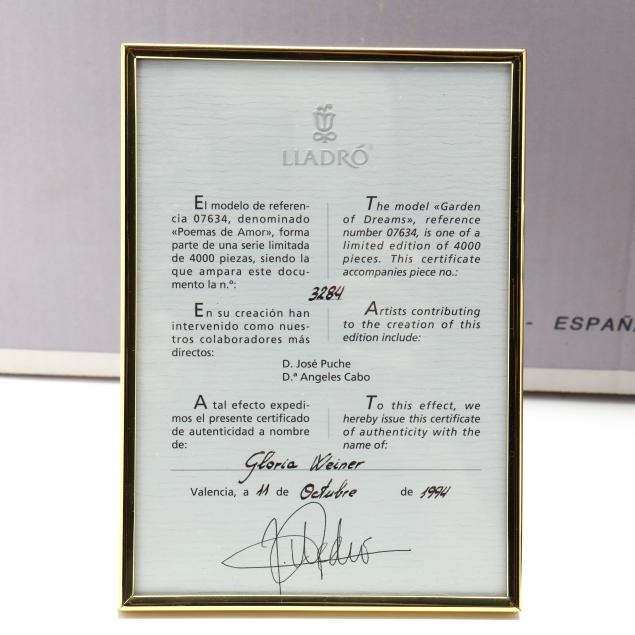 LLADRÓ
El modelo de referen-
cia 07634, denominado
«Poemas de Amor», forma
parte de una serie limitada
de 4000 piezas, siendo la
que ampara este docu-
mento la n.º:
The model «Garden
of Dreams», reference
number 07634, is one of a
limited edition of 4000
pieces. This certificate
accompanies piece no.:
3284
En su creación han
intervenido como nues-
tros colaboradores más
directos:
Artists contributing
to the creation of this
edition include:
D. José Puche
D.ª Angeles Cabo
A tal efecto expedi-
mos el presente certificado
de autenticidad a nombre
de:
To this effect, we
hereby issue this certificate
of authenticity with the
name of:
Gloria Weiner
Valencia, a 11 de Octubre de 1994
- ESPAÑA